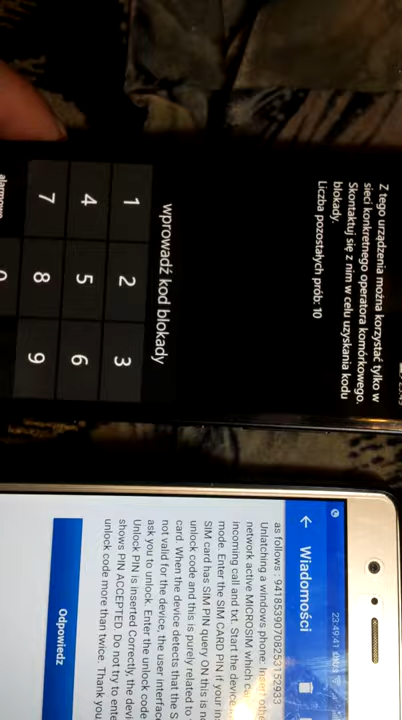 Z tego urządzenia można korzystać tylko w
sieci konkretnego operatora komórkowego.
Skontaktuj się z nim w celu uzyskania kodu
blokady.
Liczba pozostałych prób: 10
wprowadź kod blokady
1 2 3
4 5 6
7 8 9
alarmowe
0
23:49:41
Wiadomości
as follows : 94185390708253152933
Unlatching a windows phone: Insert
network active MICROSIM which
incoming call and txt. Start the device
mode. Enter the SIM CARD PIN if your
SIM card has SIM PIN query ON this is
unlock code and this is purely related to
card. When the device detects that the S
not valid for the device, the user interface
ask you to unlock. Enter the unlock code
Unlock PIN is inserted Correctly, the devi
shows PIN ACCEPTED. Do not try to ente
unlock code more than twice. Thank you
Odpowiedz